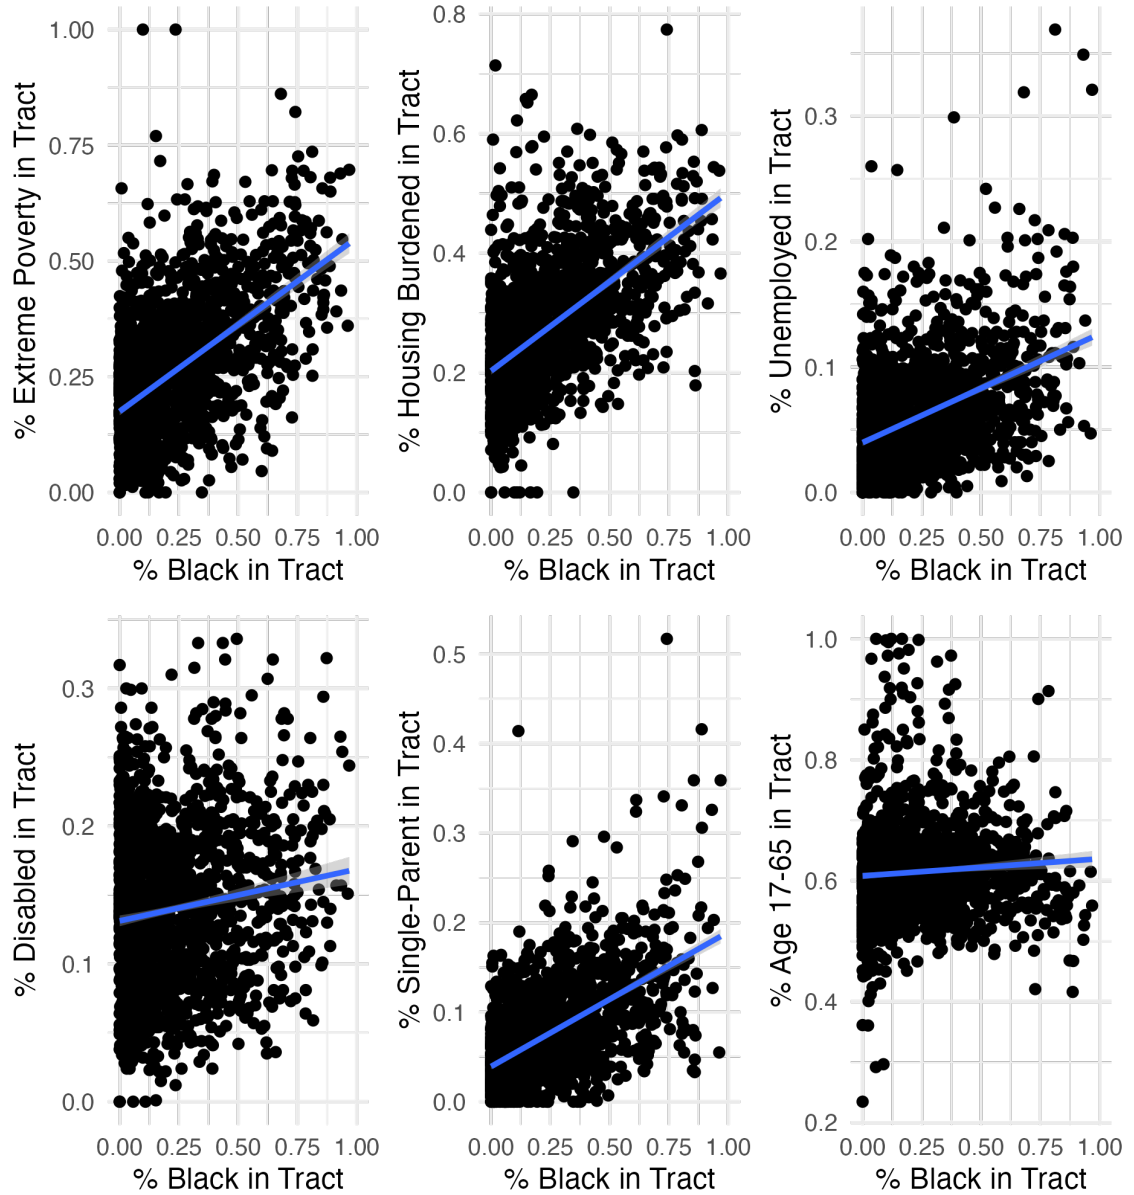 % Extreme Poverty in Tract
1.00
0.75
0.50
0.25
0.00
0.00 0.25 0.50 0.75 1.00
% Black in Tract
% Housing Burdened in Tract
0.8
0.6
0.4
0.2
0.0
0.00 0.25 0.50 0.75 1.00
% Black in Tract
% Unemployed in Tract
0.3
0.2
0.1
0.0
0.00 0.25 0.50 0.75 1.00
% Black in Tract
% Disabled in Tract
0.3
0.2
0.1
0.0
0.00 0.25 0.50 0.75 1.00
% Black in Tract
% Single-Parent in Tract
0.5
0.4
0.3
0.2
0.1
0.0
0.00 0.25 0.50 0.75 1.00
% Black in Tract
% Age 17-65 in Tract
1.0
0.8
0.6
0.4
0.2
0.00 0.25 0.50 0.75 1.00
% Black in Tract